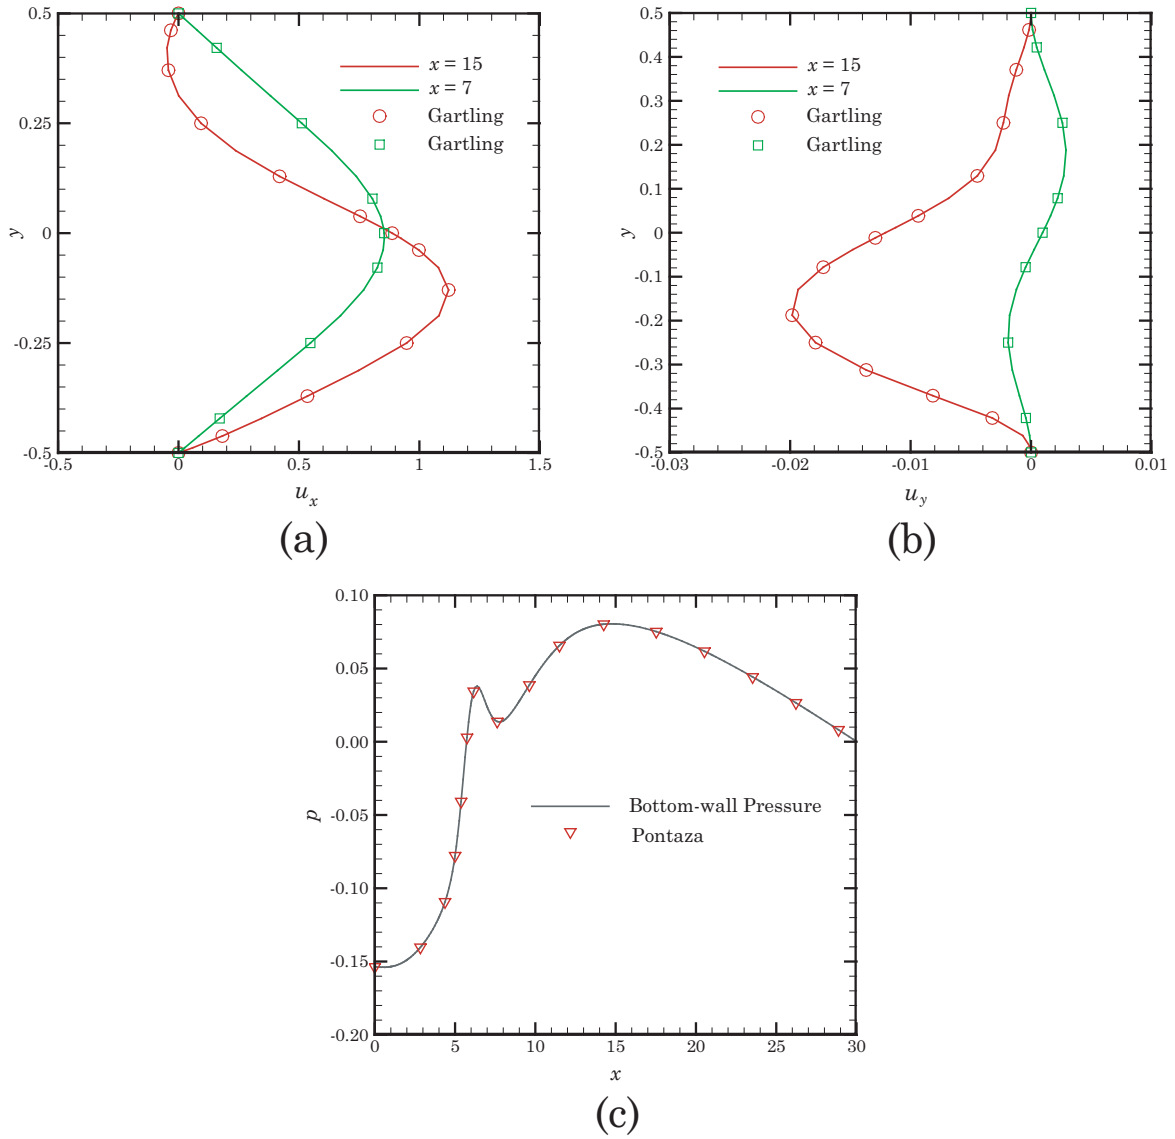 0.5
0.25
0
-0.25
-0.5
y
x = 15
x = 7
Gartling
Gartling
-0.5 0 0.5 1 1.5
u_x
(a)
0.5
0.4
0.3
0.2
0.1
0
-0.1
-0.2
-0.3
-0.4
-0.5
y
x = 15
x = 7
Gartling
Gartling
-0.03 -0.02 -0.01 0 0.01
u_y
(b)
0.10
0.05
0.00
-0.05
-0.10
-0.15
-0.20
p
Bottom-wall Pressure
Pontaza
0 5 10 15 20 25 30
x
(c)